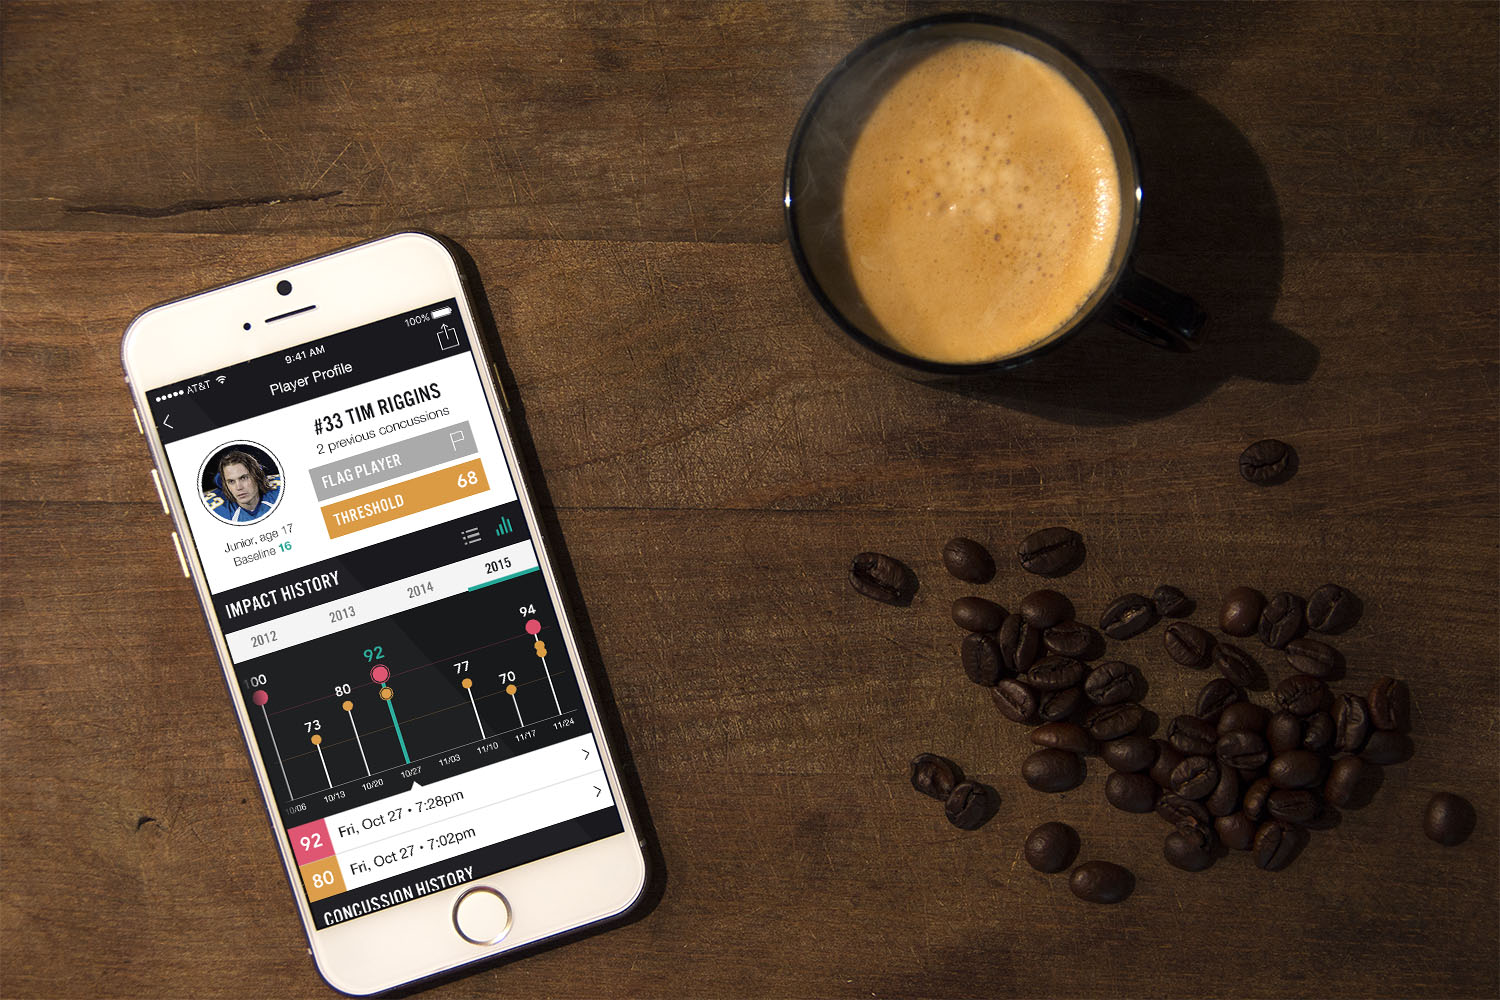 100%
AT&T 9:41 AM
Player Profile
#33 TIM RIGGINS
2 previous concussions
FLAG PLAYER
THRESHOLD 68
Junior, age 17
Baseline 16
IMPACT HISTORY
2012 2013 2014 2015
100 73 80 92 77 70 94
10/06 10/13 10/20 10/27 11/03 11/10 11/17 11/24
92 Fri, Oct 27 • 7:28pm
80 Fri, Oct 27 • 7:02pm
CONCUSSION HISTORY
33